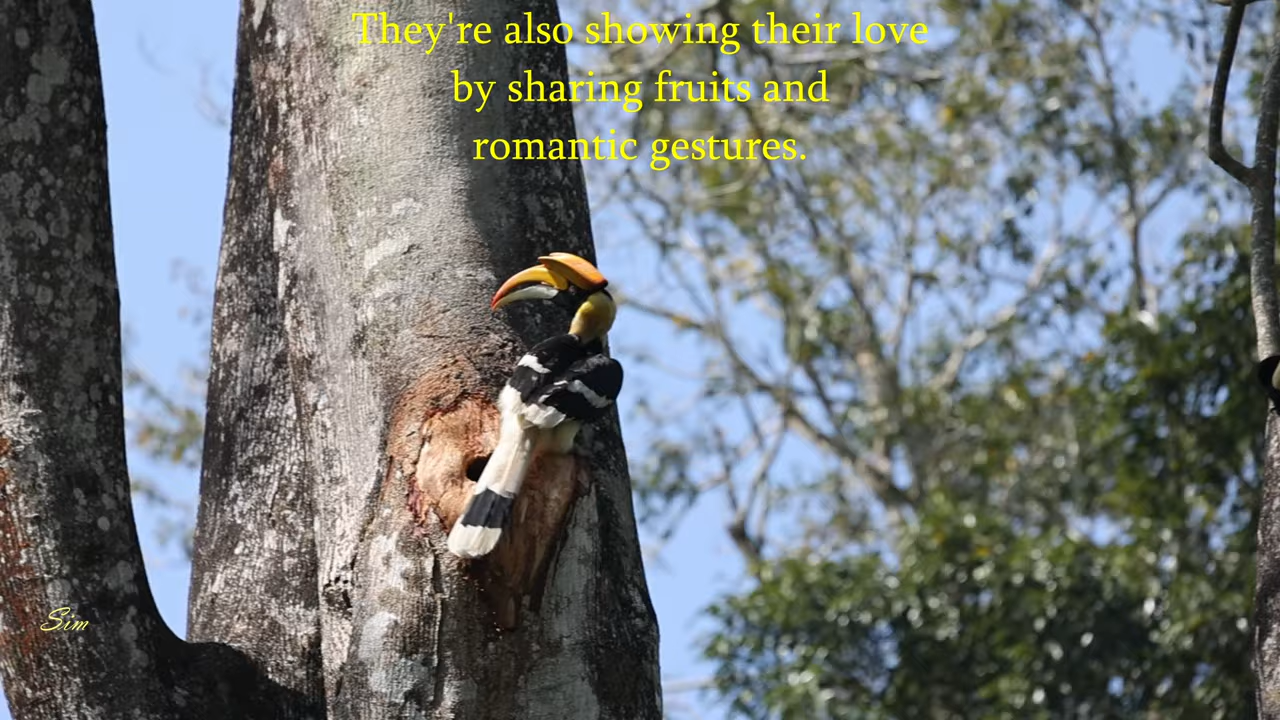 They're also showing their love
by sharing fruits and
romantic gestures.
Sim